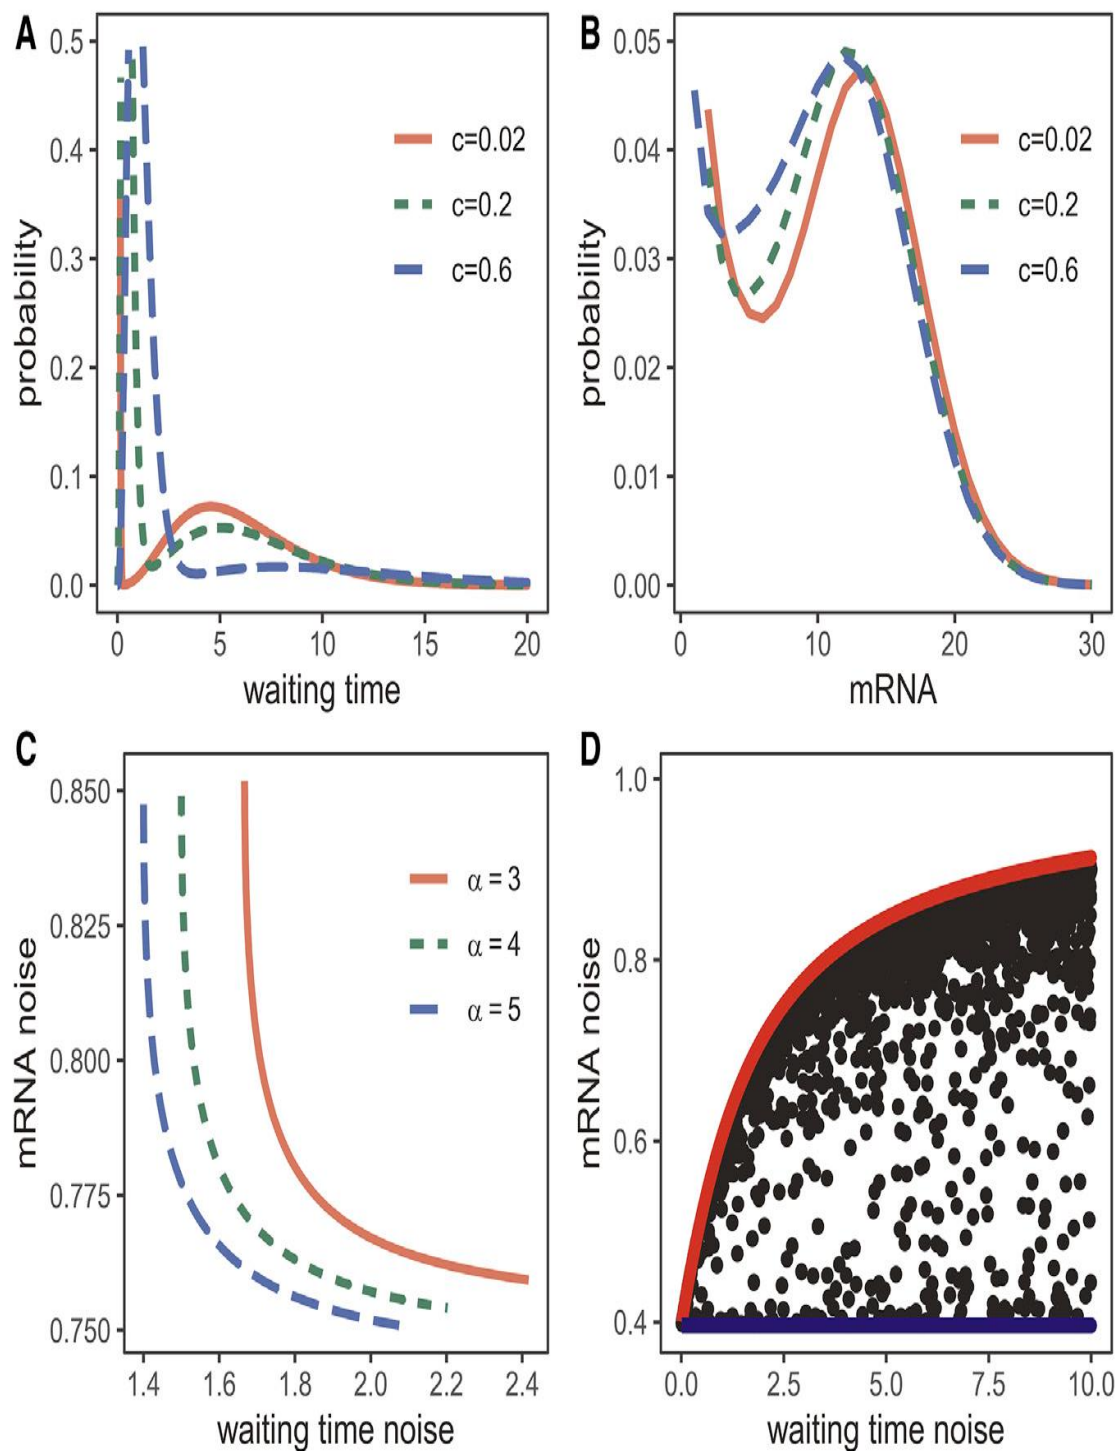 A
0.5
0.4
0.3
0.2
0.1
0.0
probability
0 5 10 15 20
waiting time
c=0.02
c=0.2
c=0.6
B
0.05
0.04
0.03
0.02
0.01
0.00
probability
0 10 20 30
mRNA
c=0.02
c=0.2
c=0.6
C
0.850
0.825
0.800
0.775
0.750
mRNA noise
1.4 1.6 1.8 2.0 2.2 2.4
waiting time noise
α = 3
α = 4
α = 5
D
1.0
0.8
0.6
0.4
mRNA noise
0.0 2.5 5.0 7.5 10.0
waiting time noise